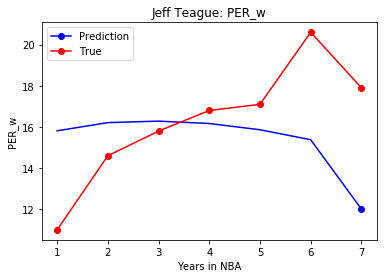 Jeff Teague: PER_w
Prediction
True
20
18
16
14
12
PER_w
1 2 3 4 5 6 7
Years in NBA